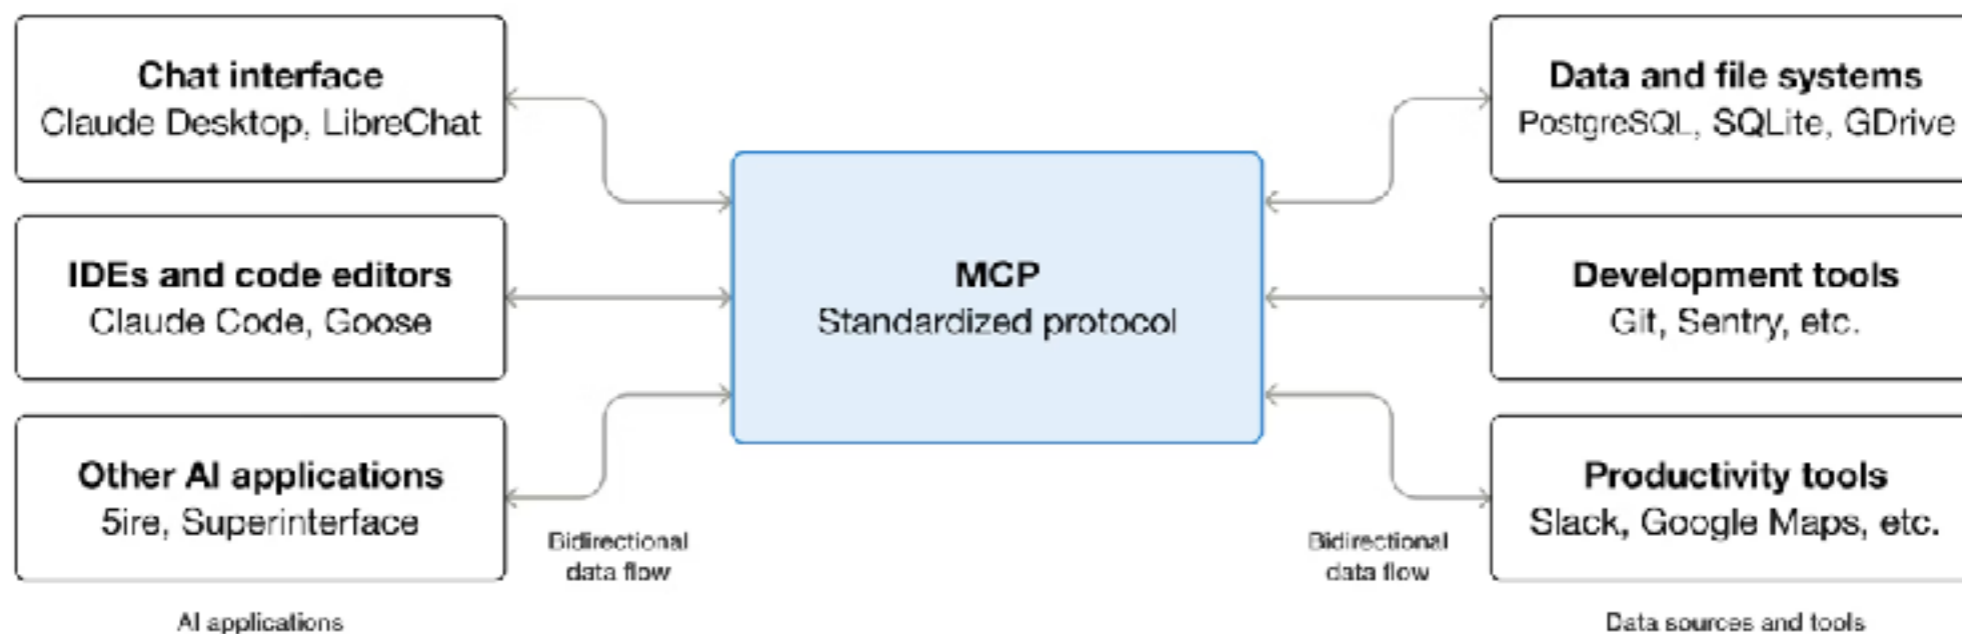 Chat interface
Claude Desktop, LibreChat
IDEs and code editors
Claude Code, Goose
Other AI applications
5ire, Superinterface
AI applications
Bidirectional
data flow
MCP
Standardized protocol
Bidirectional
data flow
Data and file systems
PostgreSQL, SQLite, GDrive
Development tools
Git, Sentry, etc.
Productivity tools
Slack, Google Maps, etc.
Data sources and tools